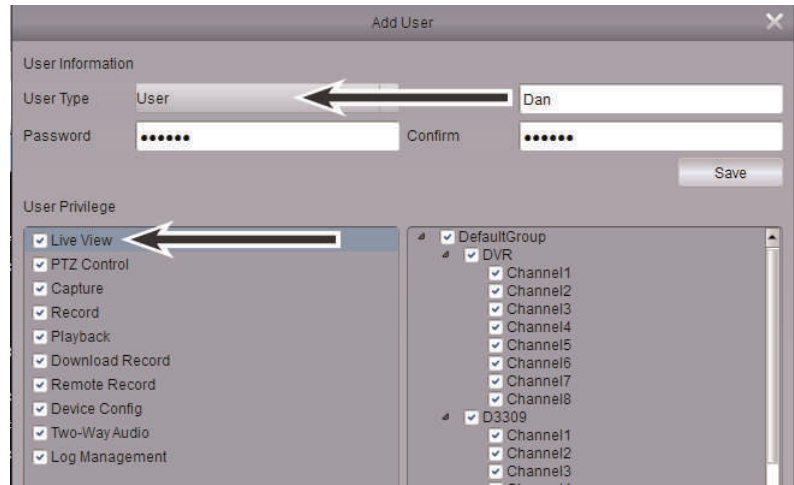 Add User
User Information
User Type User Dan
Password •••••• Confirm ••••••
Save
User Privilege
Live View
PTZ Control
Capture
Record
Playback
Download Record
Remote Record
Device Config
Two-Way Audio
Log Management
DefaultGroup
DVR
Channel1
Channel2
Channel3
Channel4
Channel5
Channel6
Channel7
Channel8
D3309
Channel1
Channel2
Channel3